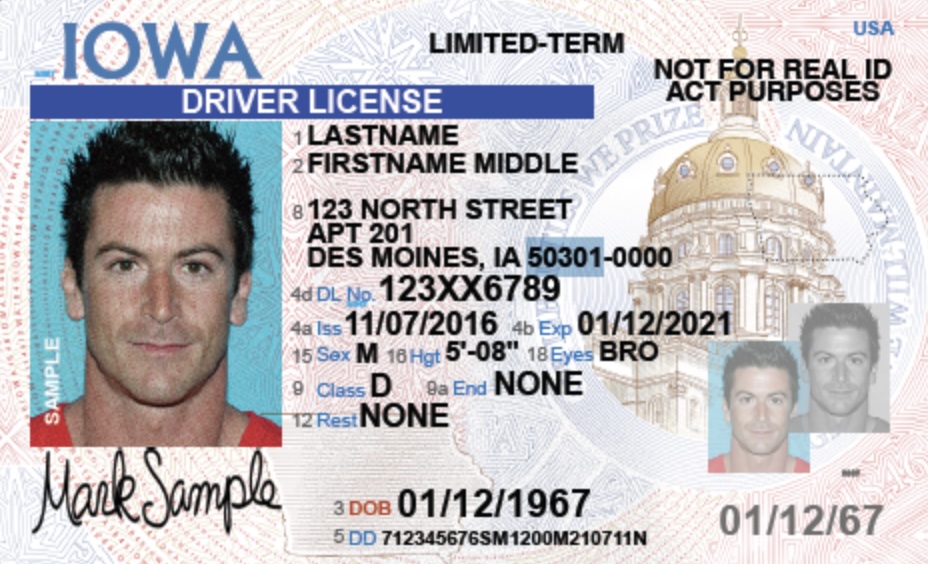 IOWA
LIMITED-TERM
USA
NOT FOR REAL ID
ACT PURPOSES
DRIVER LICENSE
1 LASTNAME
2 FIRSTNAME MIDDLE
8 123 NORTH STREET
APT 201
DES MOINES, IA 50301-0000
4d DL No. 123XX6789
4a Iss 11/07/2016 4b Exp 01/12/2021
15 Sex M 16 Hgt 5'-08" 18 Eyes BRO
9 Class D 9a End NONE
12 Rest NONE
SAMPLE
Mark Sample
3 DOB 01/12/1967
5 DD 712345676SM1200M210711N
01/12/67
WE PRIZE
MAINTAIN